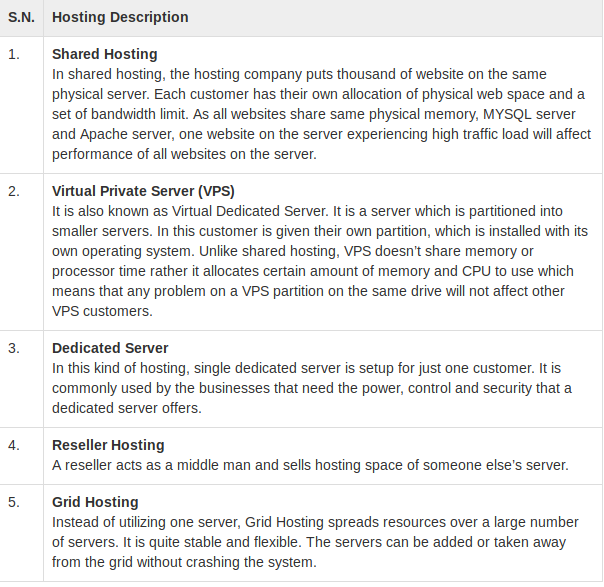 S.N. Hosting Description
1. Shared Hosting
In shared hosting, the hosting company puts thousand of website on the same
physical server. Each customer has their own allocation of physical web space and a
set of bandwidth limit. As all websites share same physical memory, MYSQL server
and Apache server, one website on the server experiencing high traffic load will affect
performance of all websites on the server.
2. Virtual Private Server (VPS)
It is also known as Virtual Dedicated Server. It is a server which is partitioned into
smaller servers. In this customer is given their own partition, which is installed with its
own operating system. Unlike shared hosting, VPS doesn’t share memory or
processor time rather it allocates certain amount of memory and CPU to use which
means that any problem on a VPS partition on the same drive will not affect other
VPS customers.
3. Dedicated Server
In this kind of hosting, single dedicated server is setup for just one customer. It is
commonly used by the businesses that need the power, control and security that a
dedicated server offers.
4. Reseller Hosting
A reseller acts as a middle man and sells hosting space of someone else’s server.
5. Grid Hosting
Instead of utilizing one server, Grid Hosting spreads resources over a large number
of servers. It is quite stable and flexible. The servers can be added or taken away
from the grid without crashing the system.